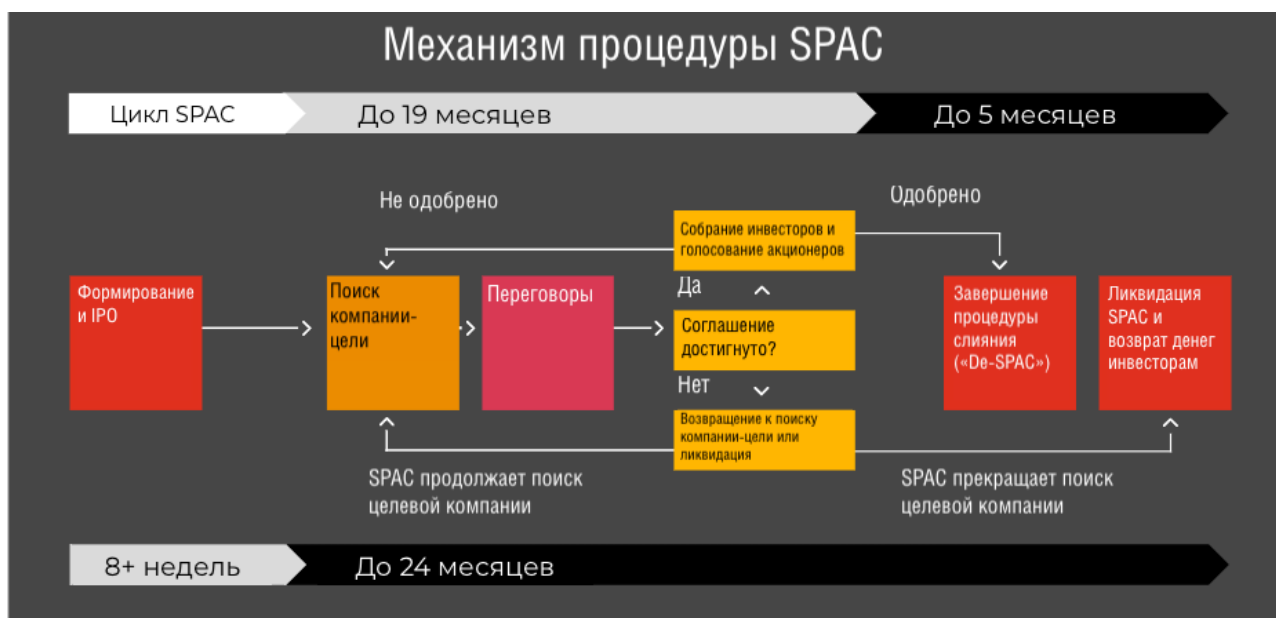 Механизм процедуры SPAC
Цикл SPAC
До 19 месяцев
До 5 месяцев
Не одобрено
Одобрено
Собрание инвесторов и
голосование акционеров
Формирование
и IPO
Поиск
компании-
цели
Переговоры
Да
Соглашение
достигнуто?
Нет
Возвращение к поиску
компании-цели или
ликвидация
Завершение
процедуры
слияния
(«De-SPAC»)
Ликвидация
SPAC и
возврат денег
инвесторам
SPAC продолжает поиск
целевой компании
SPAC прекращает поиск
целевой компании
8+ недель
До 24 месяцев